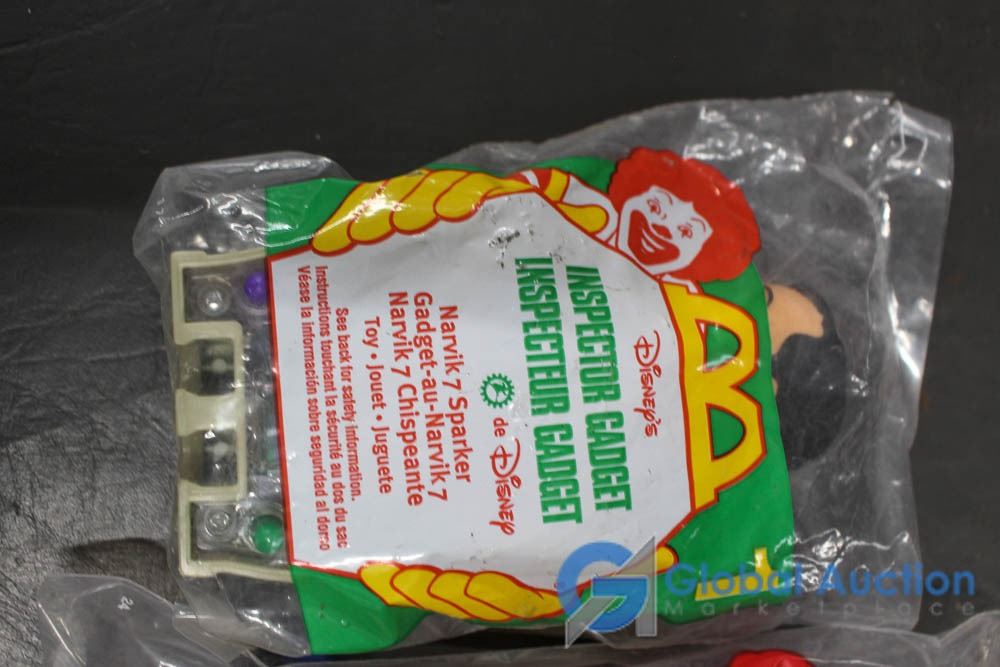 DISNEY'S
INSPECTOR GADGET
INSPECTEUR GADGET
de DISNEY
Narvik 7 Sparker
Gadget-au-Narvik 7
Narvik 7 Chispeante
Toy • Jouet • Juguete
See back for safety information.
Instructions touchant la sécurité au dos du sac
Véase la información sobre seguridad al dorso
1
Global Auction
Marketplace